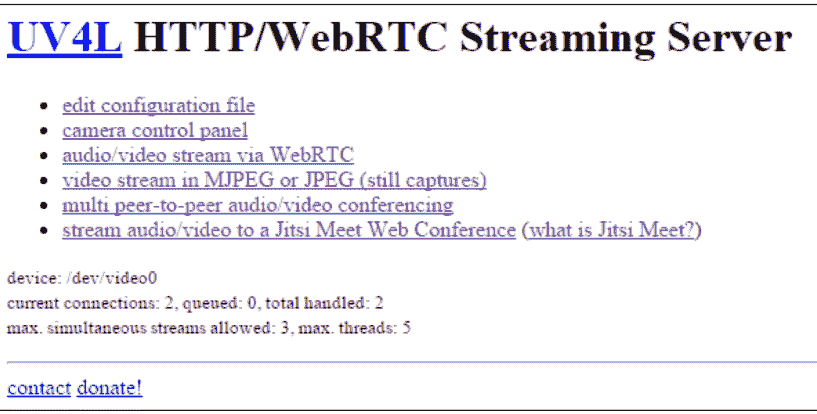 UV4L HTTP/WebRTC Streaming Server
edit configuration file
camera control panel
audio/video stream via WebRTC
video stream in MJPEG or JPEG (still captures)
multi peer-to-peer audio/video conferencing
stream audio/video to a Jitsi Meet Web Conference (what is Jitsi Meet?)
device: /dev/video0
current connections: 2, queued: 0, total handled: 2
max. simultaneous streams allowed: 3, max. threads: 5
contact donate!